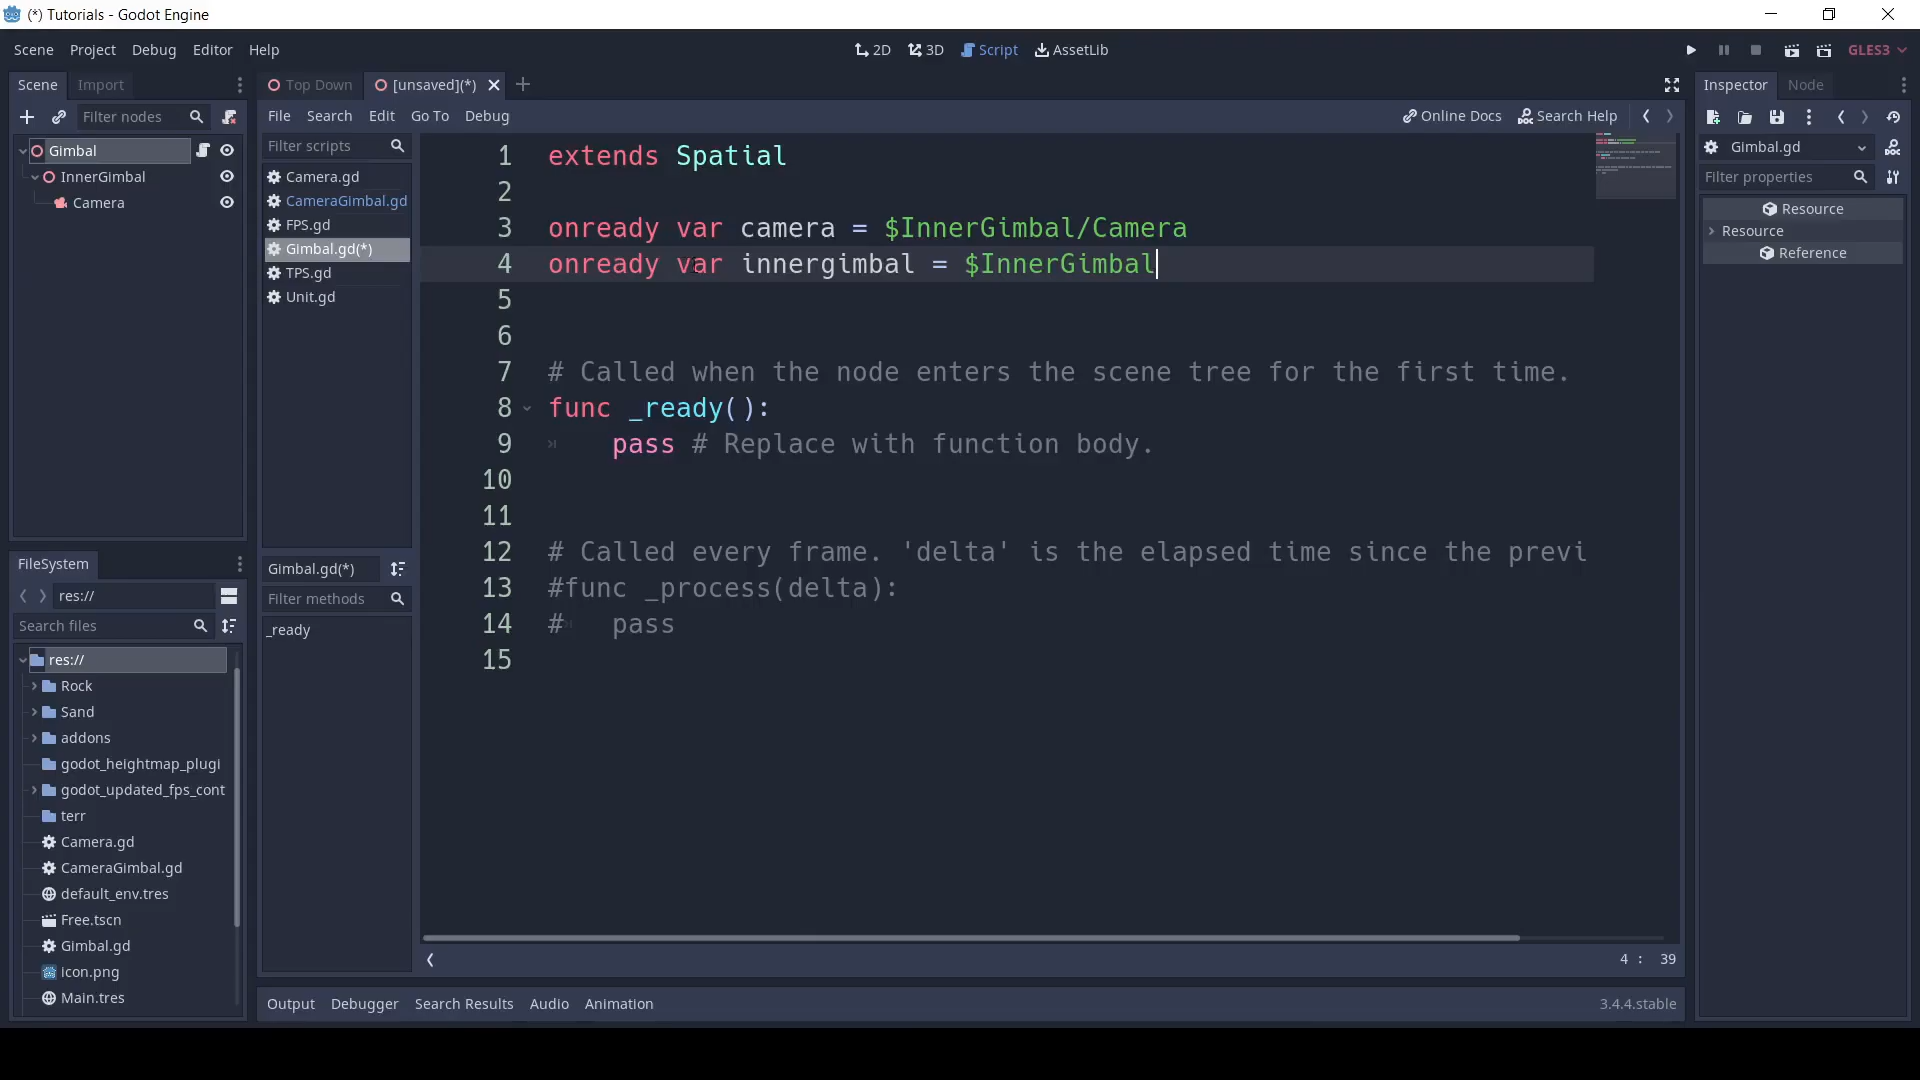 (*) Tutorials - Godot Engine
Scene Project Debug Editor Help
2D 3D Script AssetLib
GLES3
Scene Import
Filter nodes
Gimbal
InnerGimbal
Camera
FileSystem
res://
Search files
res://
Rock
Sand
addons
godot_heightmap_plugi
godot_updated_fps_cont
terr
Camera.gd
CameraGimbal.gd
default_env.tres
Free.tscn
Gimbal.gd
icon.png
Main.tres
Top Down [unsaved](*)
File Search Edit Go To Debug
Online Docs Search Help
Filter scripts
Camera.gd
CameraGimbal.gd
FPS.gd
Gimbal.gd(*)
TPS.gd
Unit.gd
Gimbal.gd(*)
Filter methods
_ready
1 extends Spatial
2
3 onready var camera = $InnerGimbal/Camera
4 onready var innergimbal = $InnerGimbal
5
6
7 # Called when the node enters the scene tree for the first time.
8 func _ready():
9 pass # Replace with function body.
10
11
12 # Called every frame. 'delta' is the elapsed time since the previ
13 #func _process(delta):
14 # pass
15
4 : 39
Output Debugger Search Results Audio Animation
3.4.4.stable
Inspector Node
Gimbal.gd
Filter properties
Resource
Resource
Reference